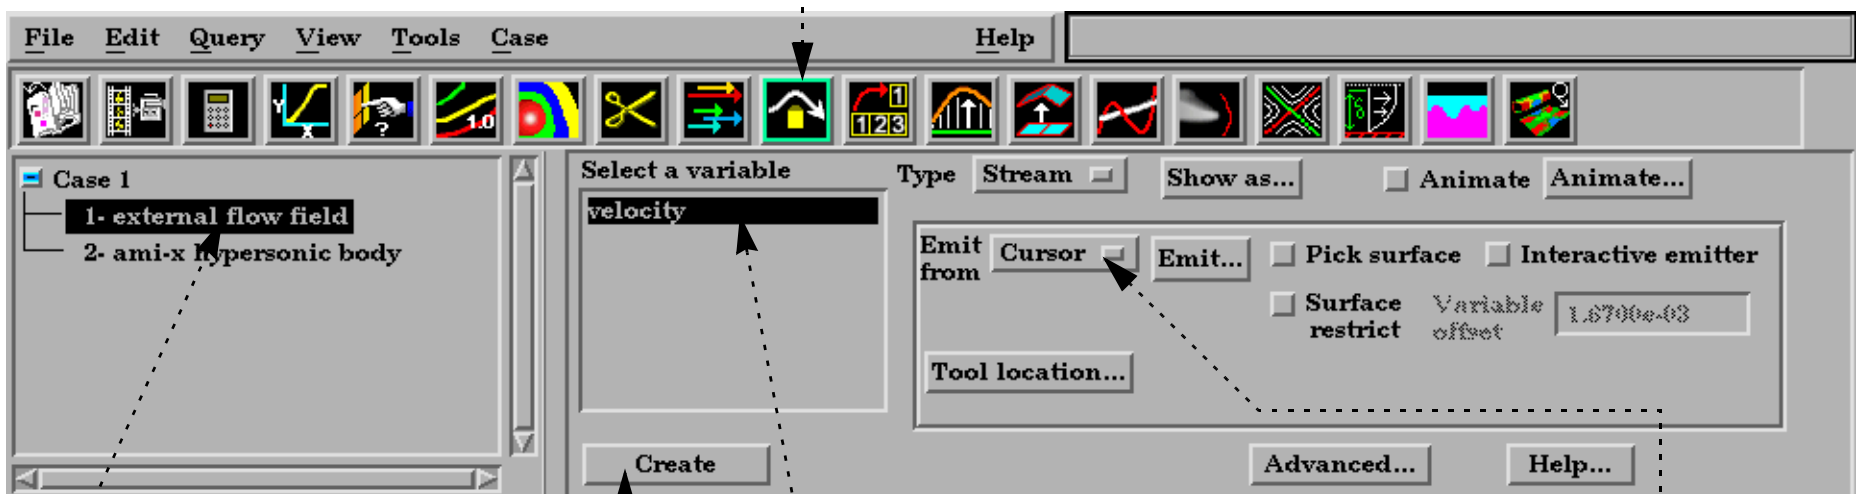 File Edit Query View Tools Case Help
Y X ? 1.0 1 1 2 3 δ
Case 1
1- external flow field
2- ami-x hypersonic body
Select a variable
velocity
Type Stream Show as... Animate Animate...
Emit from Cursor Emit... Pick surface Interactive emitter
Surface restrict Variable offset 1.6700e-03
Tool location...
Create Advanced... Help...